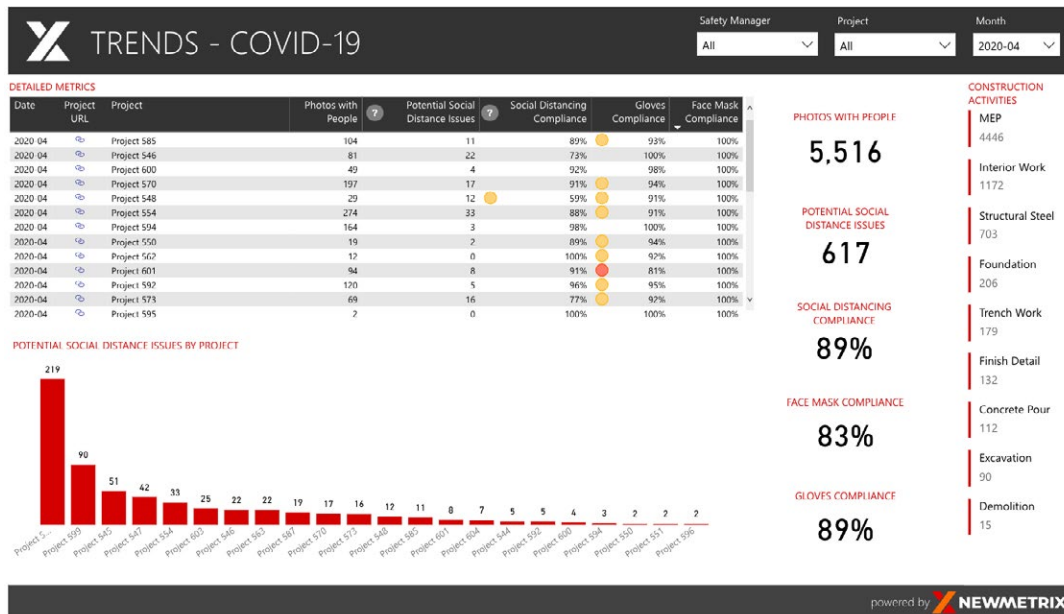 TRENDS - COVID-19
Safety Manager
All
Project
All
Month
2020-04
DETAILED METRICS
Date Project URL Project Photos with People ? Potential Social Distance Issues ? Social Distancing Compliance Gloves Compliance Face Mask Compliance
2020-04 Project 585 104 11 89% 93% 100%
2020-04 Project 546 81 22 73% 100% 100%
2020-04 Project 600 49 4 92% 98% 100%
2020-04 Project 570 197 17 91% 94% 100%
2020-04 Project 548 29 12 59% 91% 100%
2020-04 Project 554 274 33 88% 91% 100%
2020-04 Project 594 164 3 98% 100% 100%
2020-04 Project 550 19 2 89% 94% 100%
2020-04 Project 562 12 0 100% 92% 100%
2020-04 Project 601 94 8 91% 81% 100%
2020-04 Project 592 120 5 96% 95% 100%
2020-04 Project 573 69 16 77% 92% 100%
2020-04 Project 595 2 0 100% 100% 100%
POTENTIAL SOCIAL DISTANCE ISSUES BY PROJECT
219 90 51 42 33 25 22 22 19 17 16 12 11 8 7 5 5 4 3 2 2 2
Project 5... Project 599 Project 545 Project 547 Project 554 Project 603 Project 546 Project 563 Project 587 Project 570 Project 573 Project 548 Project 585 Project 601 Project 604 Project 544 Project 592 Project 600 Project 594 Project 550 Project 551 Project 596
PHOTOS WITH PEOPLE
5,516
POTENTIAL SOCIAL
DISTANCE ISSUES
617
SOCIAL DISTANCING
COMPLIANCE
89%
FACE MASK COMPLIANCE
83%
GLOVES COMPLIANCE
89%
CONSTRUCTION
ACTIVITIES
MEP
4446
Interior Work
1172
Structural Steel
703
Foundation
206
Trench Work
179
Finish Detail
132
Concrete Pour
112
Excavation
90
Demolition
15
powered by NEWMETRIX